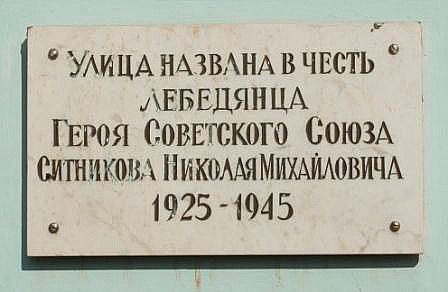 Улица названа в честь
лебедянца
Героя Советского Союза
Ситникова Николая Михайловича
1925-1945